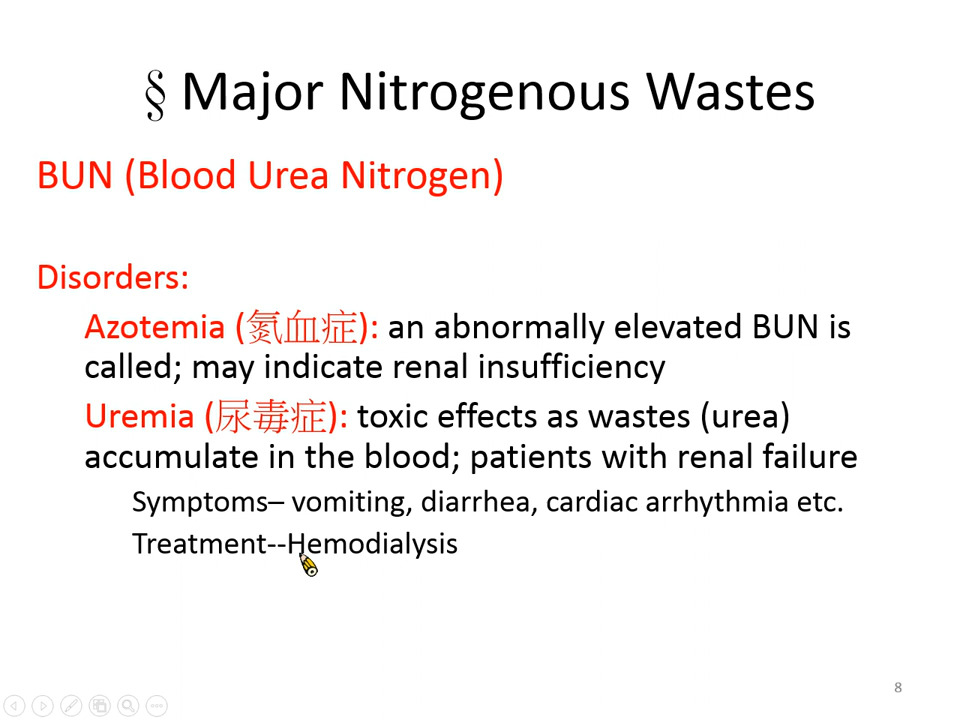 § Major Nitrogenous Wastes
BUN (Blood Urea Nitrogen)
Disorders:
Azotemia (氮血症): an abnormally elevated BUN is
called; may indicate renal insufficiency
Uremia (尿毒症): toxic effects as wastes (urea)
accumulate in the blood; patients with renal failure
Symptoms– vomiting, diarrhea, cardiac arrhythmia etc.
Treatment--Hemodialysis
8